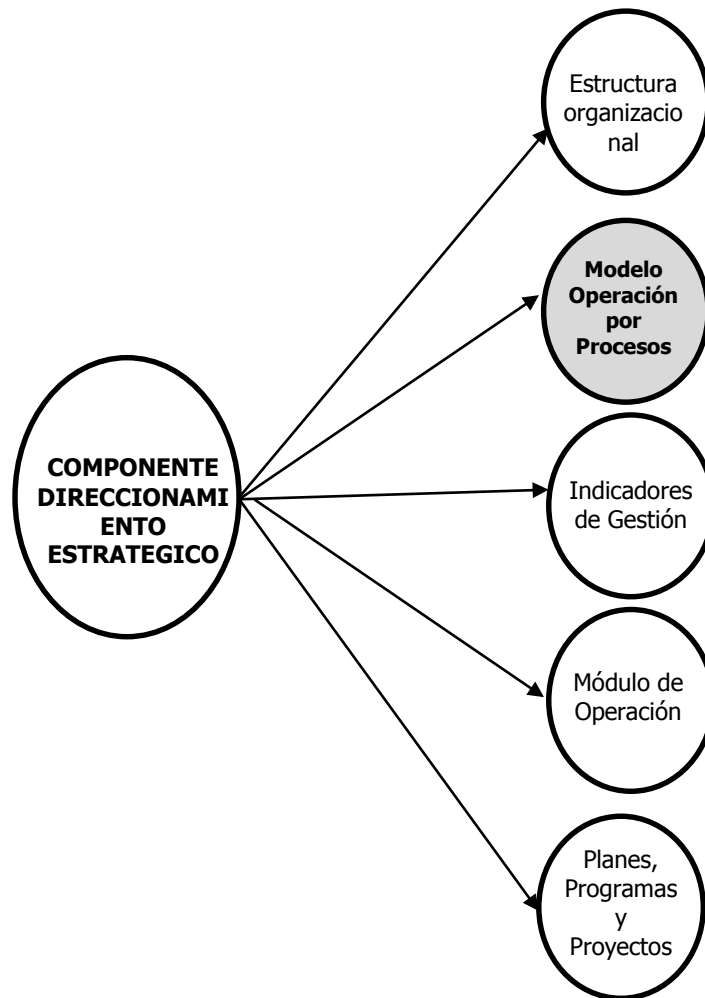 Estructura
organizacio
nal
Modelo
Operación
por
Procesos
COMPONENTE
DIRECCIONAMI
ENTO
ESTRATEGICO
Indicadores
de Gestión
Módulo de
Operación
Planes,
Programas
y
Proyectos